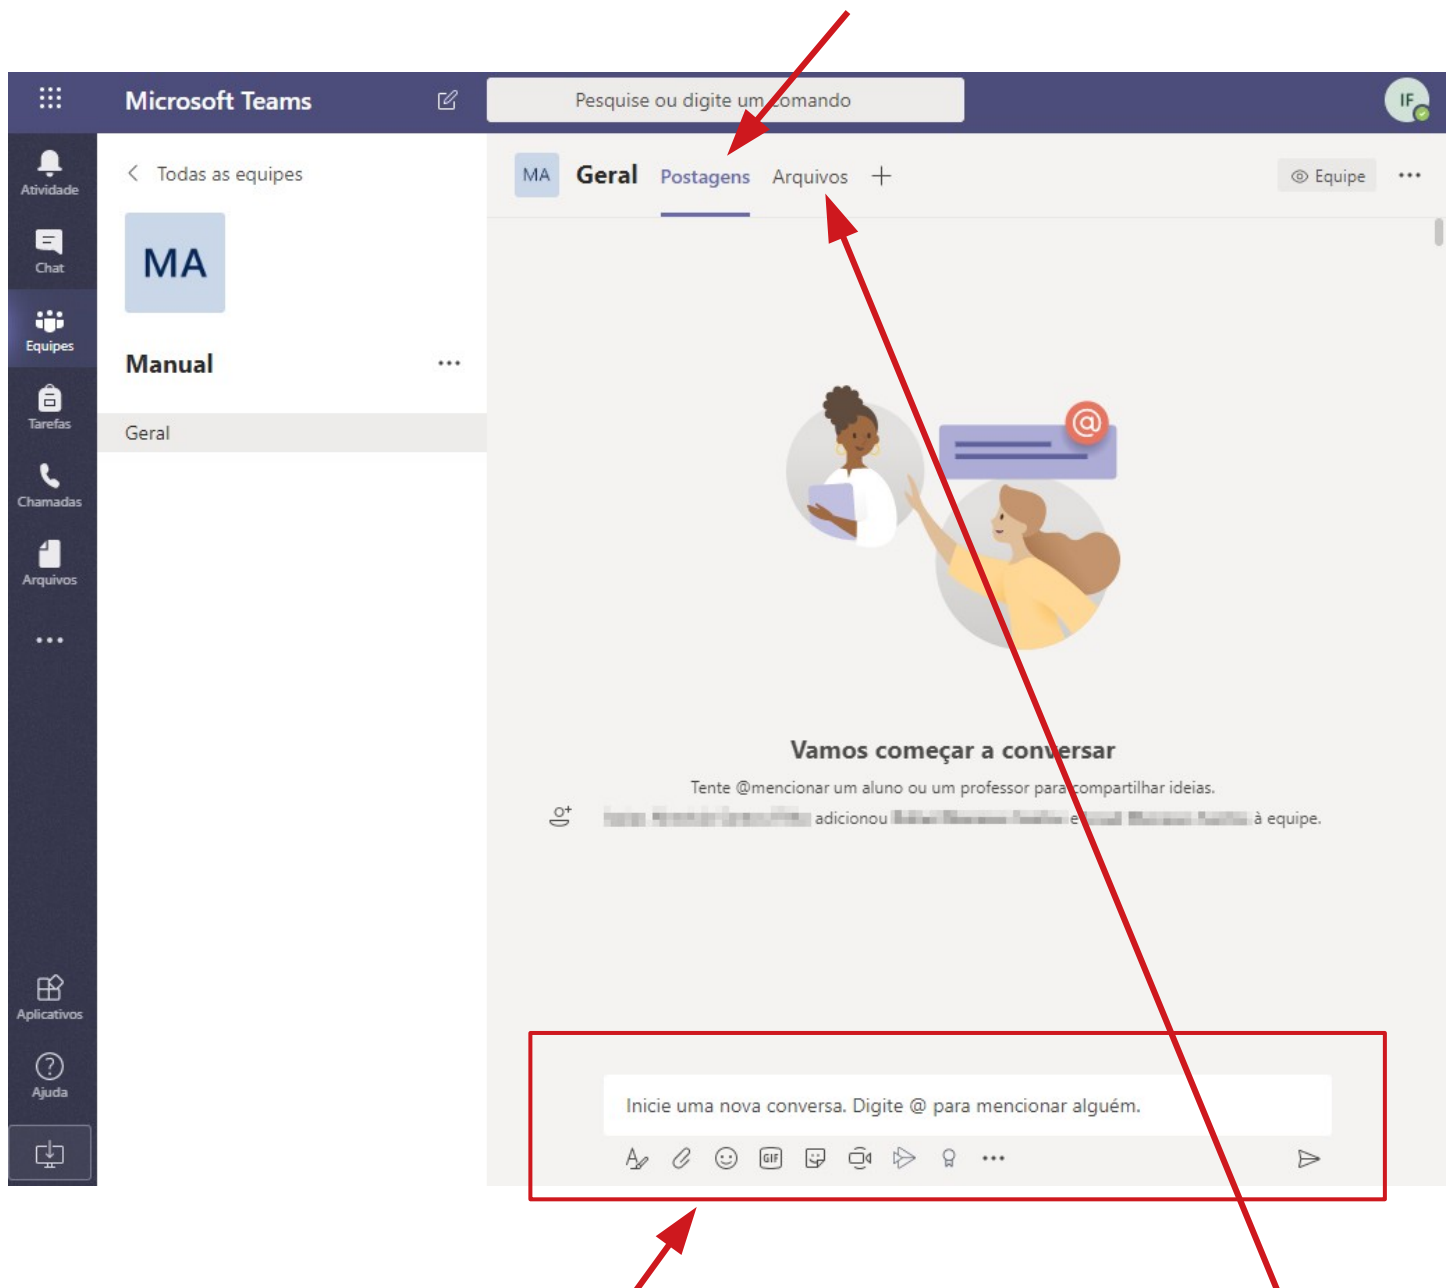 Microsoft Teams
Pesquise ou digite um comando
IF
Atividade
Chat
Equipes
Tarefas
Chamadas
Arquivos
Aplicativos
Ajuda
Todas as equipes
MA
Manual
Geral
MA Geral Postagens Arquivos
Equipe
@
Vamos começar a conversar
Tente @mencionar um aluno ou um professor para compartilhar ideias.
adicionou e à equipe.
Inicie uma nova conversa. Digite @ para mencionar alguém.
GIF